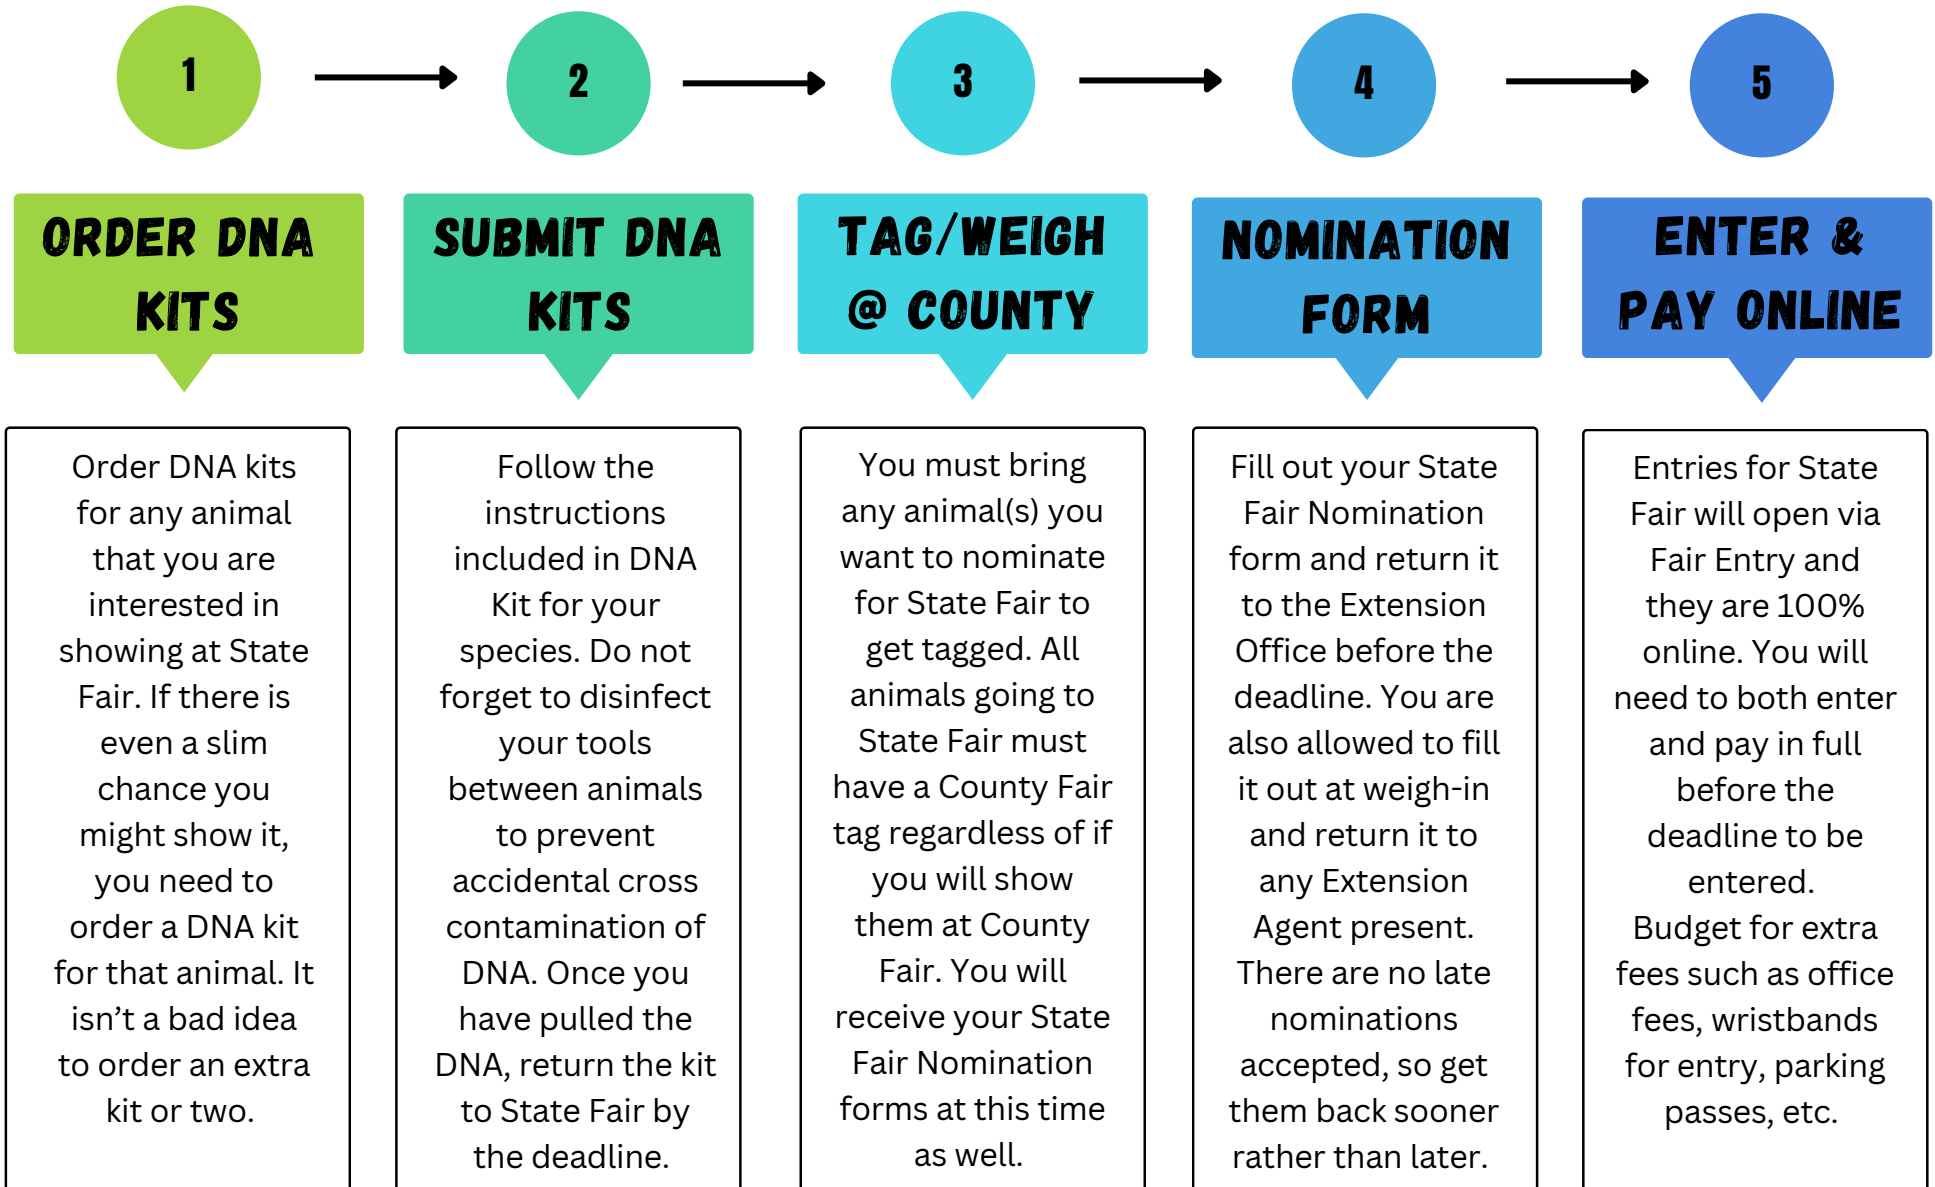 1
2
3
4
5
ORDER DNA
KITS
SUBMIT DNA
KITS
TAG/WEIGH
@ COUNTY
NOMINATION
FORM
ENTER &
PAY ONLINE
Order DNA kits
for any animal
that you are
interested in
showing at State
Fair. If there is
even a slim
chance you
might show it,
you need to
order a DNA kit
for that animal. It
isn’t a bad idea
to order an extra
kit or two.
Follow the
instructions
included in DNA
Kit for your
species. Do not
forget to disinfect
your tools
between animals
to prevent
accidental cross
contamination of
DNA. Once you
have pulled the
DNA, return the kit
to State Fair by
the deadline.
You must bring
any animal(s) you
want to nominate
for State Fair to
get tagged. All
animals going to
State Fair must
have a County Fair
tag regardless of if
you will show
them at County
Fair. You will
receive your State
Fair Nomination
forms at this time
as well.
Fill out your State
Fair Nomination
form and return it
to the Extension
Office before the
deadline. You are
also allowed to fill
it out at weigh-in
and return it to
any Extension
Agent present.
There are no late
nominations
accepted, so get
them back sooner
rather than later.
Entries for State
Fair will open via
Fair Entry and
they are 100%
online. You will
need to both enter
and pay in full
before the
deadline to be
entered.
Budget for extra
fees such as office
fees, wristbands
for entry, parking
passes, etc.